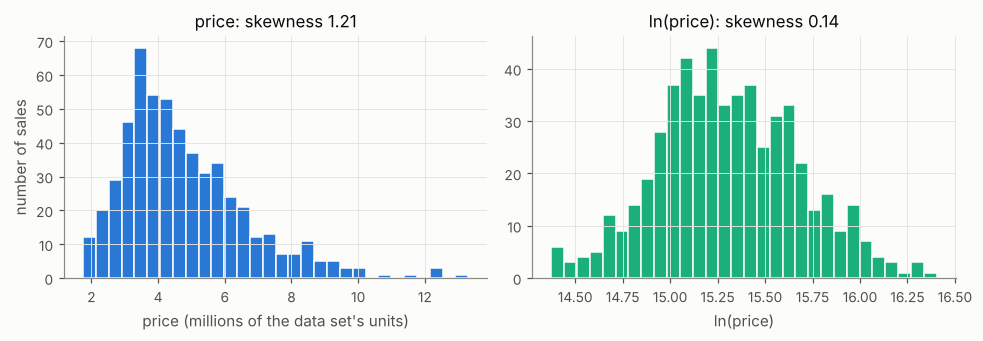 price: skewness 1.21
70
60
50
40
30
20
10
0
number of sales
2 4 6 8 10 12
price (millions of the data set's units)
ln(price): skewness 0.14
40
30
20
10
0
14.50 14.75 15.00 15.25 15.50 15.75 16.00 16.25 16.50
ln(price)